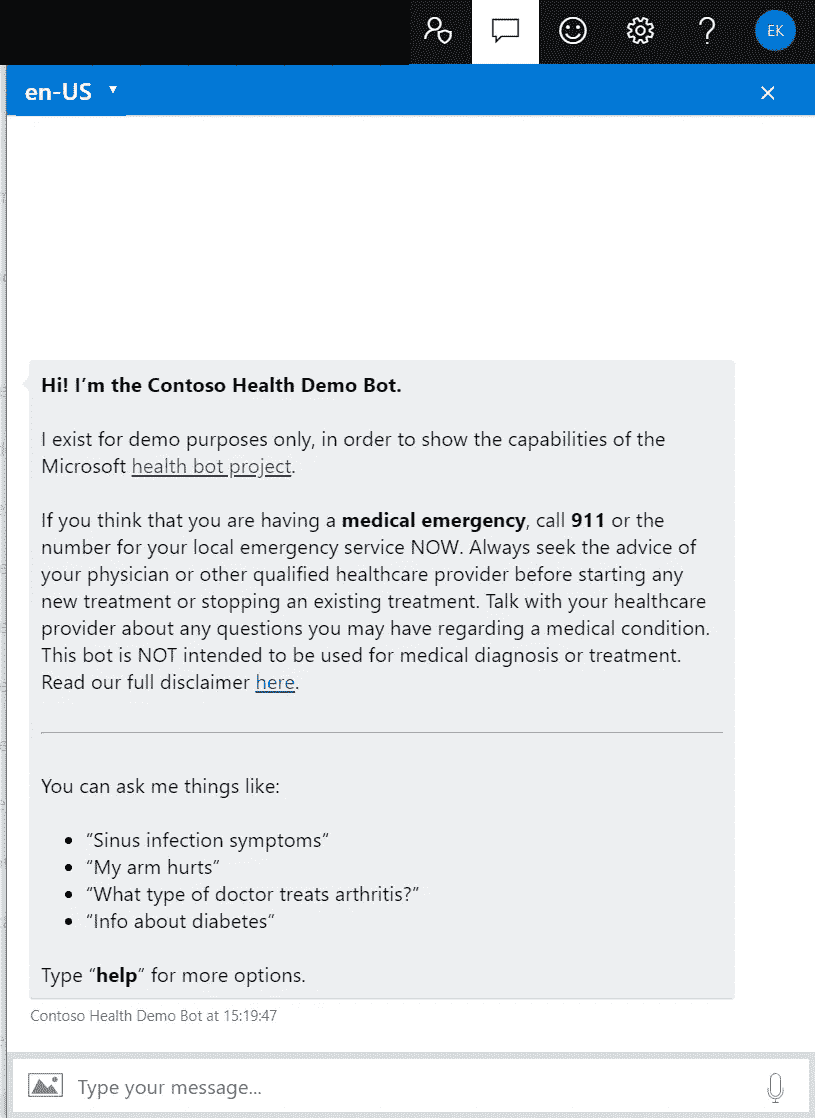 EK
en-US
Hi! I’m the Contoso Health Demo Bot.
I exist for demo purposes only, in order to show the capabilities of the
Microsoft health bot project.
If you think that you are having a medical emergency, call 911 or the
number for your local emergency service NOW. Always seek the advice of
your physician or other qualified healthcare provider before starting any
new treatment or stopping an existing treatment. Talk with your healthcare
provider about any questions you may have regarding a medical condition.
This bot is NOT intended to be used for medical diagnosis or treatment.
Read our full disclaimer here.
You can ask me things like:
“Sinus infection symptoms”
“My arm hurts”
“What type of doctor treats arthritis?”
“Info about diabetes”
Type “help” for more options.
Contoso Health Demo Bot at 15:19:47
Type your message...